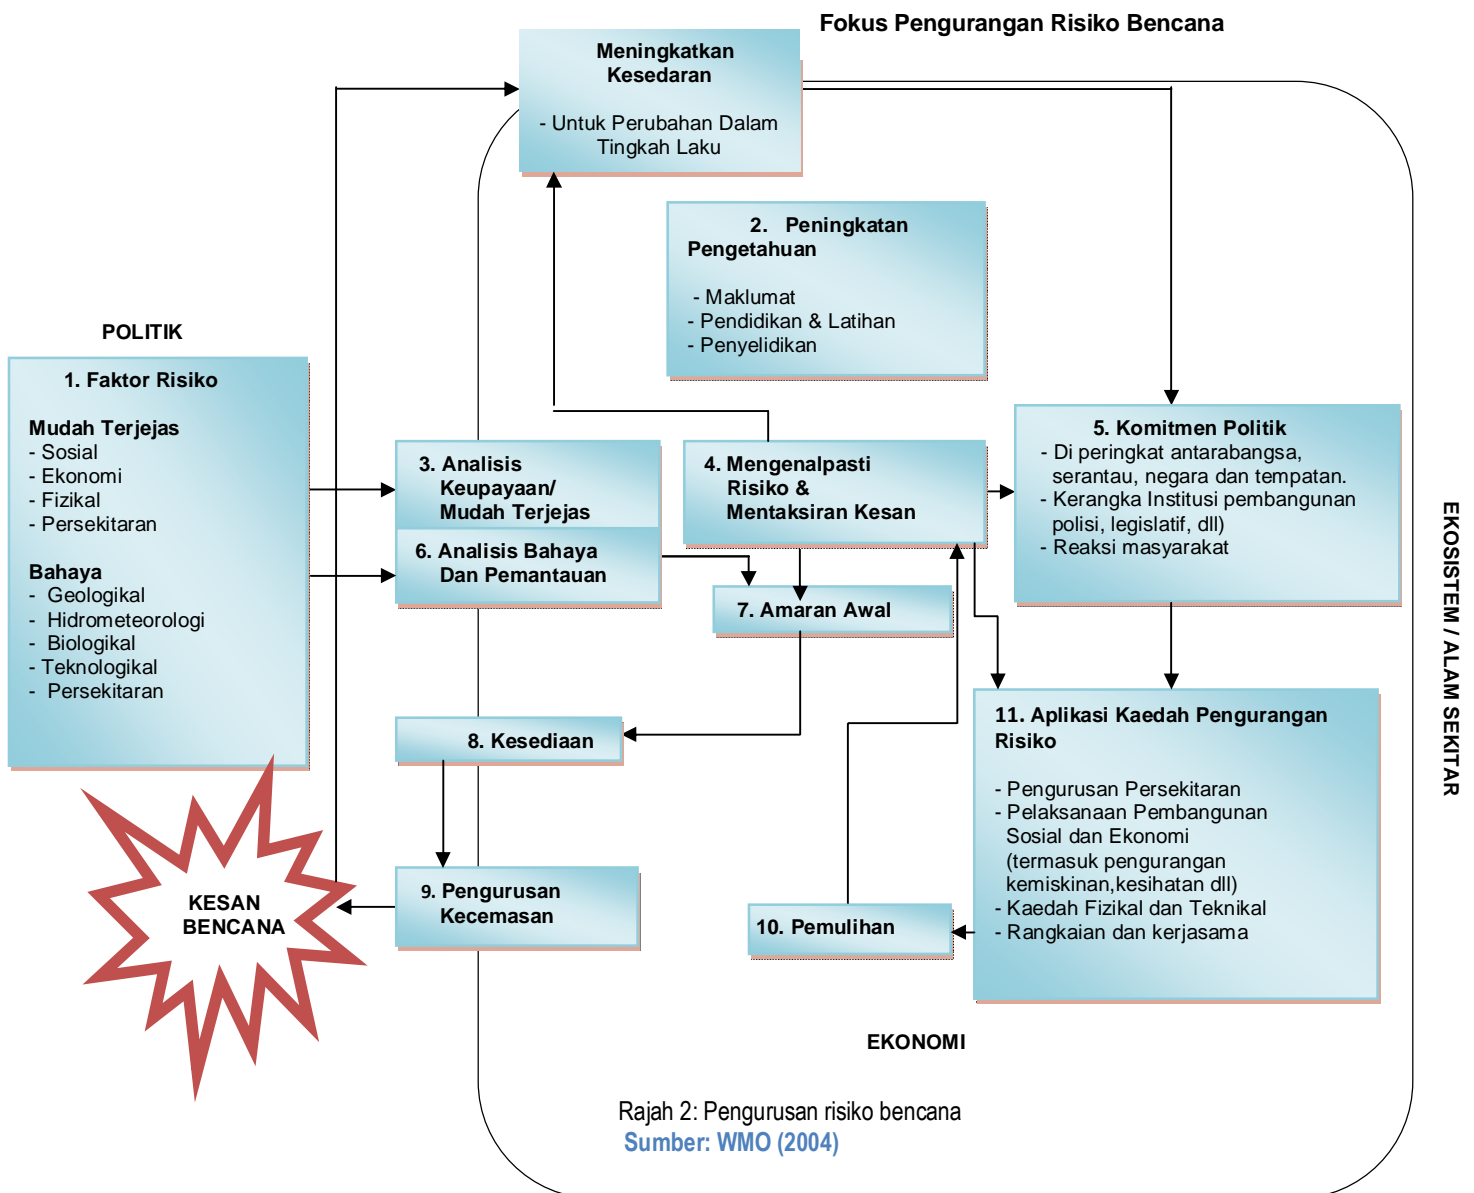 Fokus Pengurangan Risiko Bencana
Meningkatkan
Kesedaran
- Untuk Perubahan Dalam
Tingkah Laku
2. Peningkatan
Pengetahuan
- Maklumat
- Pendidikan & Latihan
- Penyelidikan
POLITIK
1. Faktor Risiko
Mudah Terjejas
- Sosial
- Ekonomi
- Fizikal
- Persekitaran
Bahaya
- Geologikal
- Hidrometeorologi
- Biologikal
- Teknologikal
- Persekitaran
3. Analisis
Keupayaan/
Mudah Terjejas
4. Mengenalpasti
Risiko &
Mentaksiran Kesan
5. Komitmen Politik
- Di peringkat antarabangsa,
serantau, negara dan tempatan.
- Kerangka Institusi pembangunan
polisi, legislatif, dll)
- Reaksi masyarakat
6. Analisis Bahaya
Dan Pemantauan
7. Amaran Awal
8. Kesediaan
9. Pengurusan
Kecemasan
KESAN
BENCANA
10. Pemulihan
11. Aplikasi Kaedah Pengurangan
Risiko
- Pengurusan Persekitaran
- Pelaksanaan Pembangunan
Sosial dan Ekonomi
(termasuk pengurangan
kemiskinan,kesihatan dll)
- Kaedah Fizikal dan Teknikal
- Rangkaian dan kerjasama
EKOSISTEM / ALAM SEKITAR
EKONOMI
Rajah 2: Pengurusan risiko bencana
Sumber: WMO (2004)